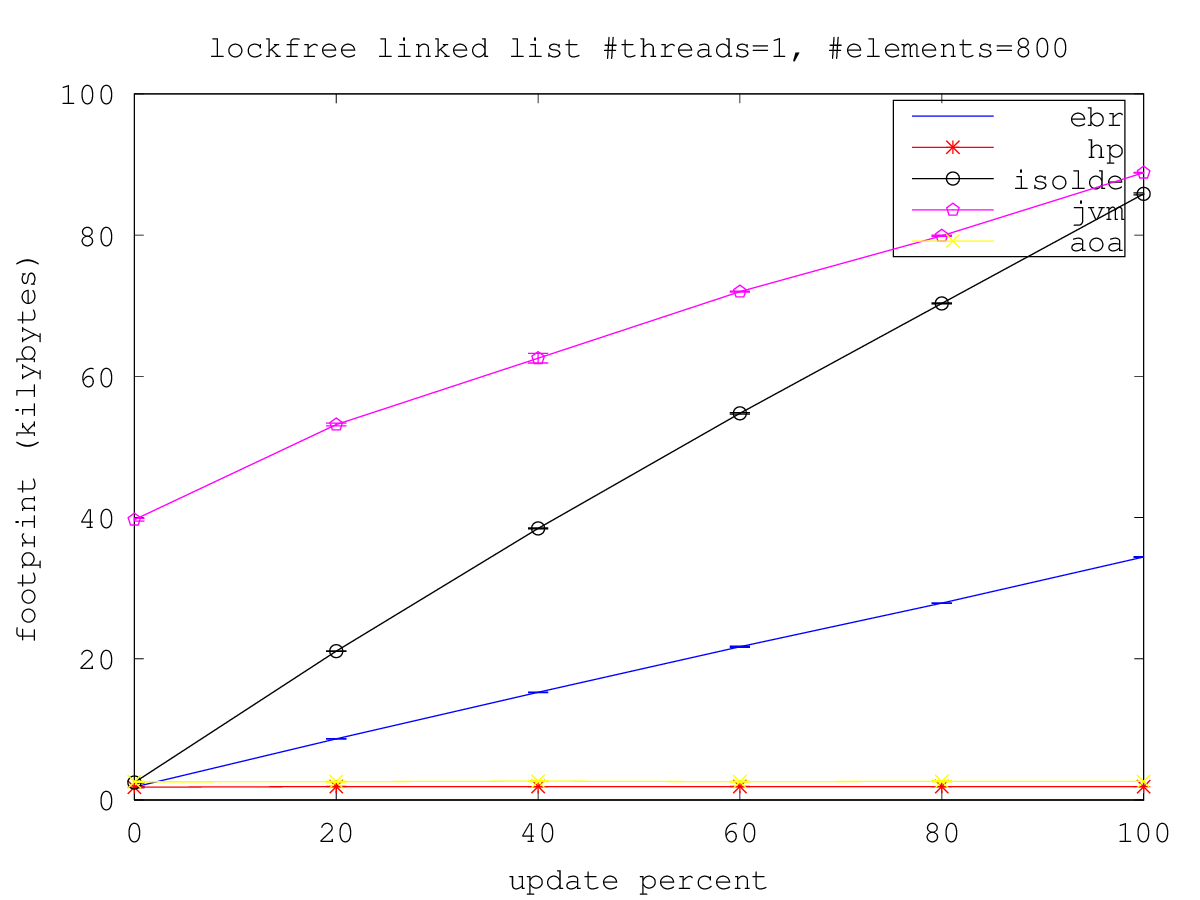 lockfree linked list #threads=1, #elements=800
100
80
60
40
20
0
footprint (kilybytes)
ebr
hp
isolde
jvm
aoa
0 20 40 60 80 100
update percent